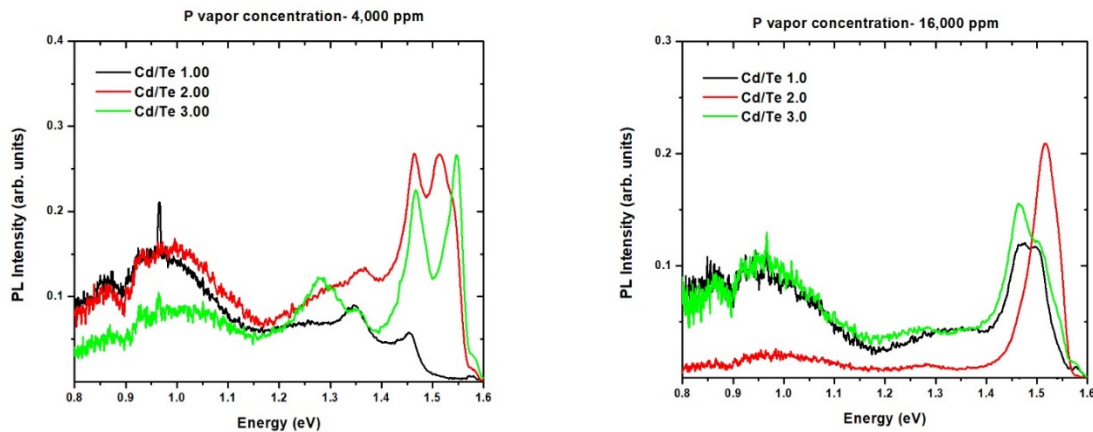 P vapor concentration- 4,000 ppm
PL Intensity (arb. units)
0.4
0.3
0.2
0.1
Cd/Te 1.00
Cd/Te 2.00
Cd/Te 3.00
0.8 0.9 1.0 1.1 1.2 1.3 1.4 1.5 1.6
Energy (eV)
P vapor concentration- 16,000 ppm
PL Intensity (arb. units)
0.3
0.2
0.1
Cd/Te 1.0
Cd/Te 2.0
Cd/Te 3.0
0.8 0.9 1.0 1.1 1.2 1.3 1.4 1.5 1.6
Energy (eV)